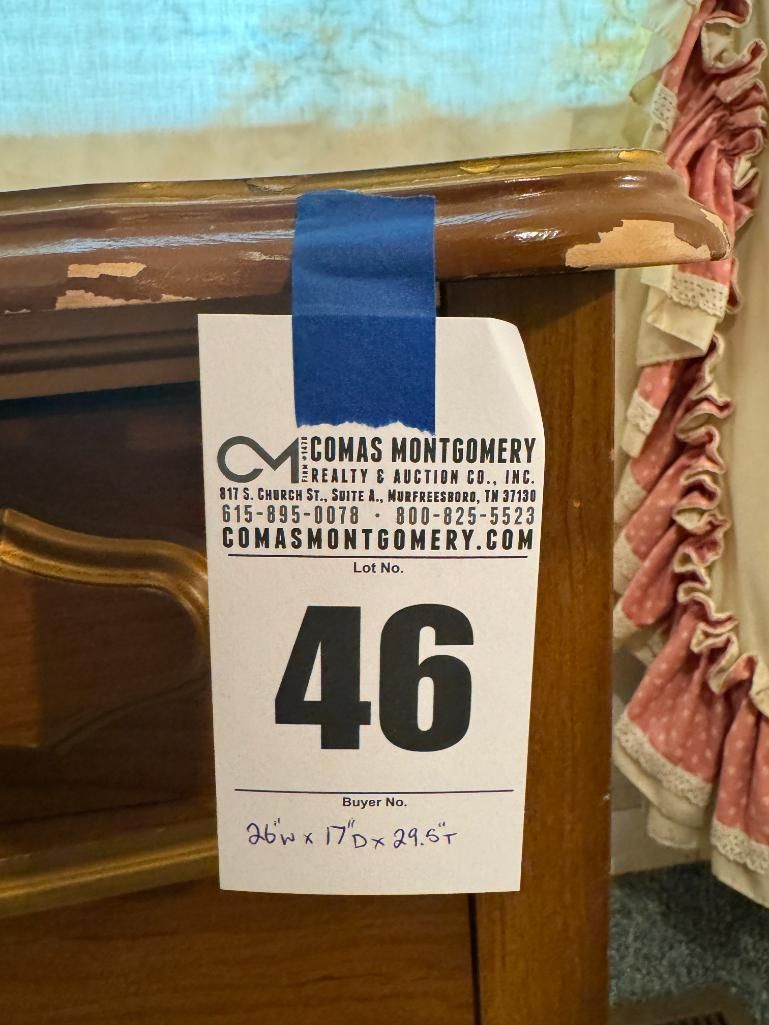 CM FIRM #1478
COMAS MONTGOMERY
REALTY & AUCTION CO., INC.
817 S. CHURCH ST., SUITE A., MURFREESBORO, TN 37130
615-895-0078 · 800-825-5523
COMASMONTGOMERY.COM
Lot No.
46
Buyer No.
26"W x 17"D x 29.5"T